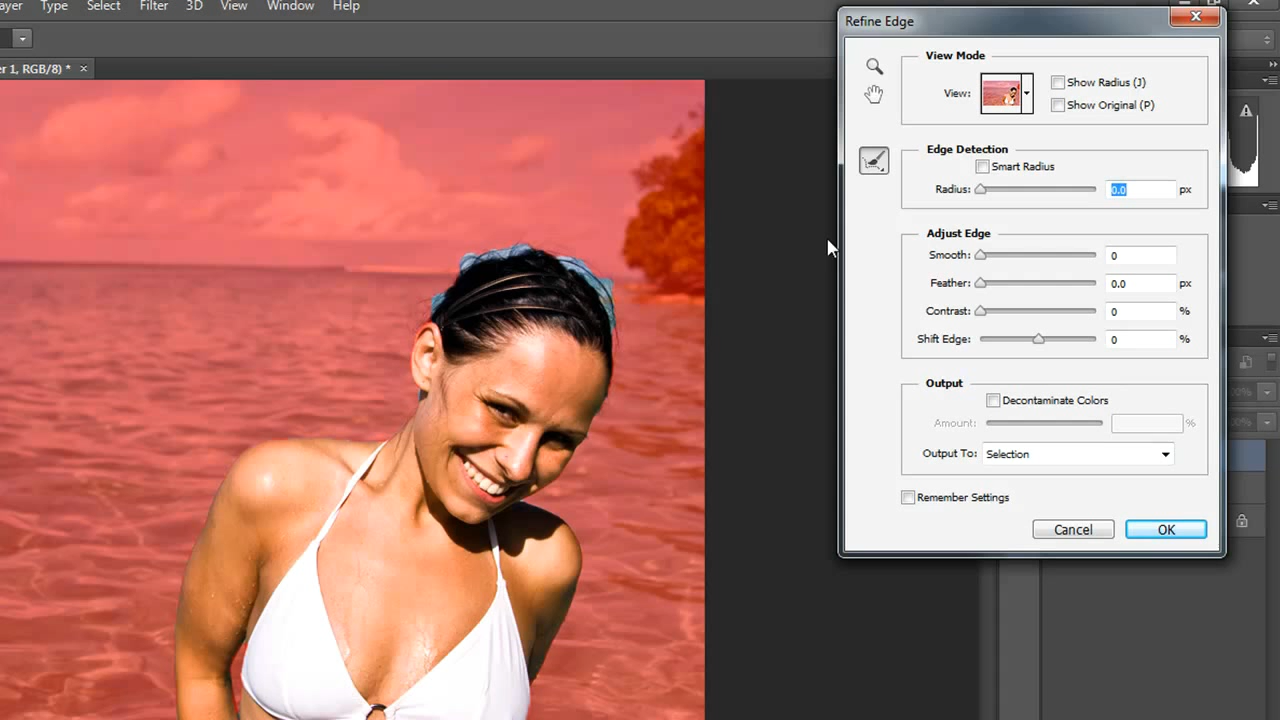 ayer Type Select Filter 3D View Window Help
er 1, RGB/8) * ×
Refine Edge
View Mode
View:
Show Radius (J)
Show Original (P)
Edge Detection
Smart Radius
Radius: 0.0 px
Adjust Edge
Smooth: 0
Feather: 0.0 px
Contrast: 0 %
Shift Edge: 0 %
Output
Decontaminate Colors
Amount: %
Output To: Selection
Remember Settings
Cancel OK